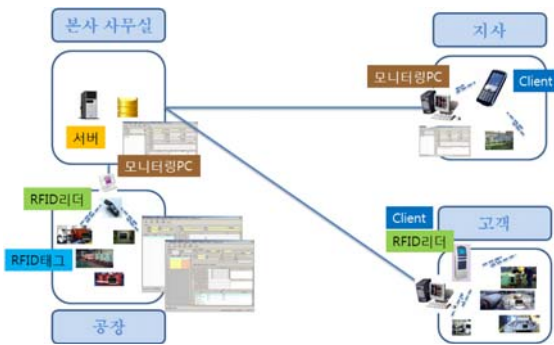 본사 사무실
서버
모니터링PC
RFID리더
RFID태그
공장
지사
모니터링PC
Client
고객
Client
RFID리더